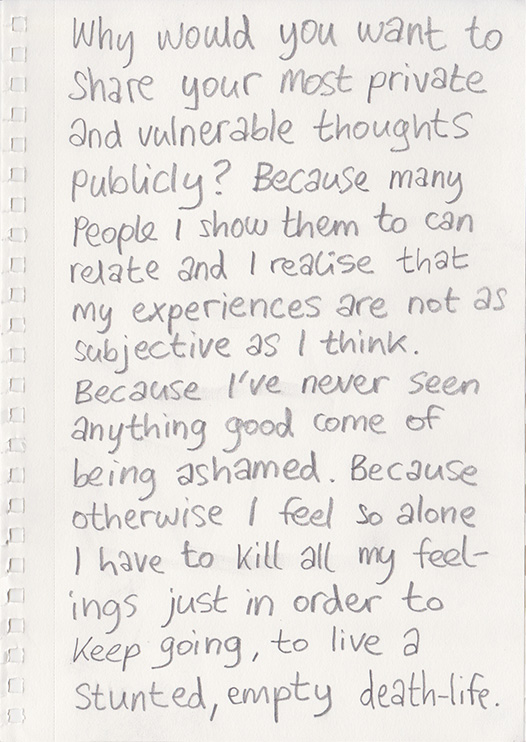 Why would you want to
share your most private
and vulnerable thoughts
publicly? Because many
people I show them to can
relate and I realise that
my experiences are not as
subjective as I think.
Because I've never seen
anything good come of
being ashamed. Because
otherwise I feel so alone
I have to kill all my feel-
ings just in order to
keep going, to live a
stunted, empty death-life.